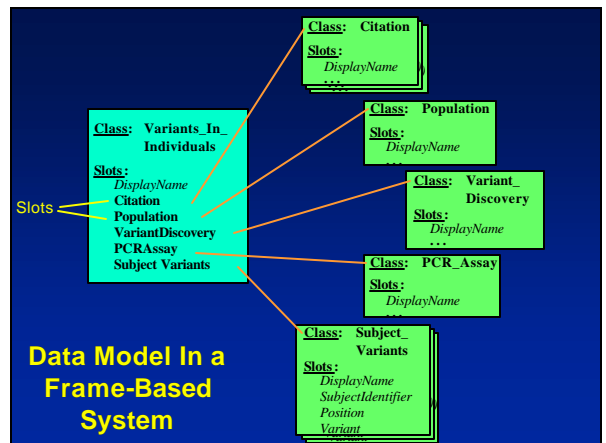 Class: Citation
Slots:
DisplayName
...
Class: Population
Slots:
DisplayName
...
Class: Variants_In_
Individuals
Slots:
DisplayName
Citation
Population
VariantDiscovery
PCRAssay
Subject Variants
Slots
Class: Variant_
Discovery
Slots:
DisplayName
...
Class: PCR_Assay
Slots:
DisplayName
...
Class: Subject_
Variants
Slots:
DisplayName
SubjectIdentifier
Position
Variant
Data Model In a
Frame-Based
System